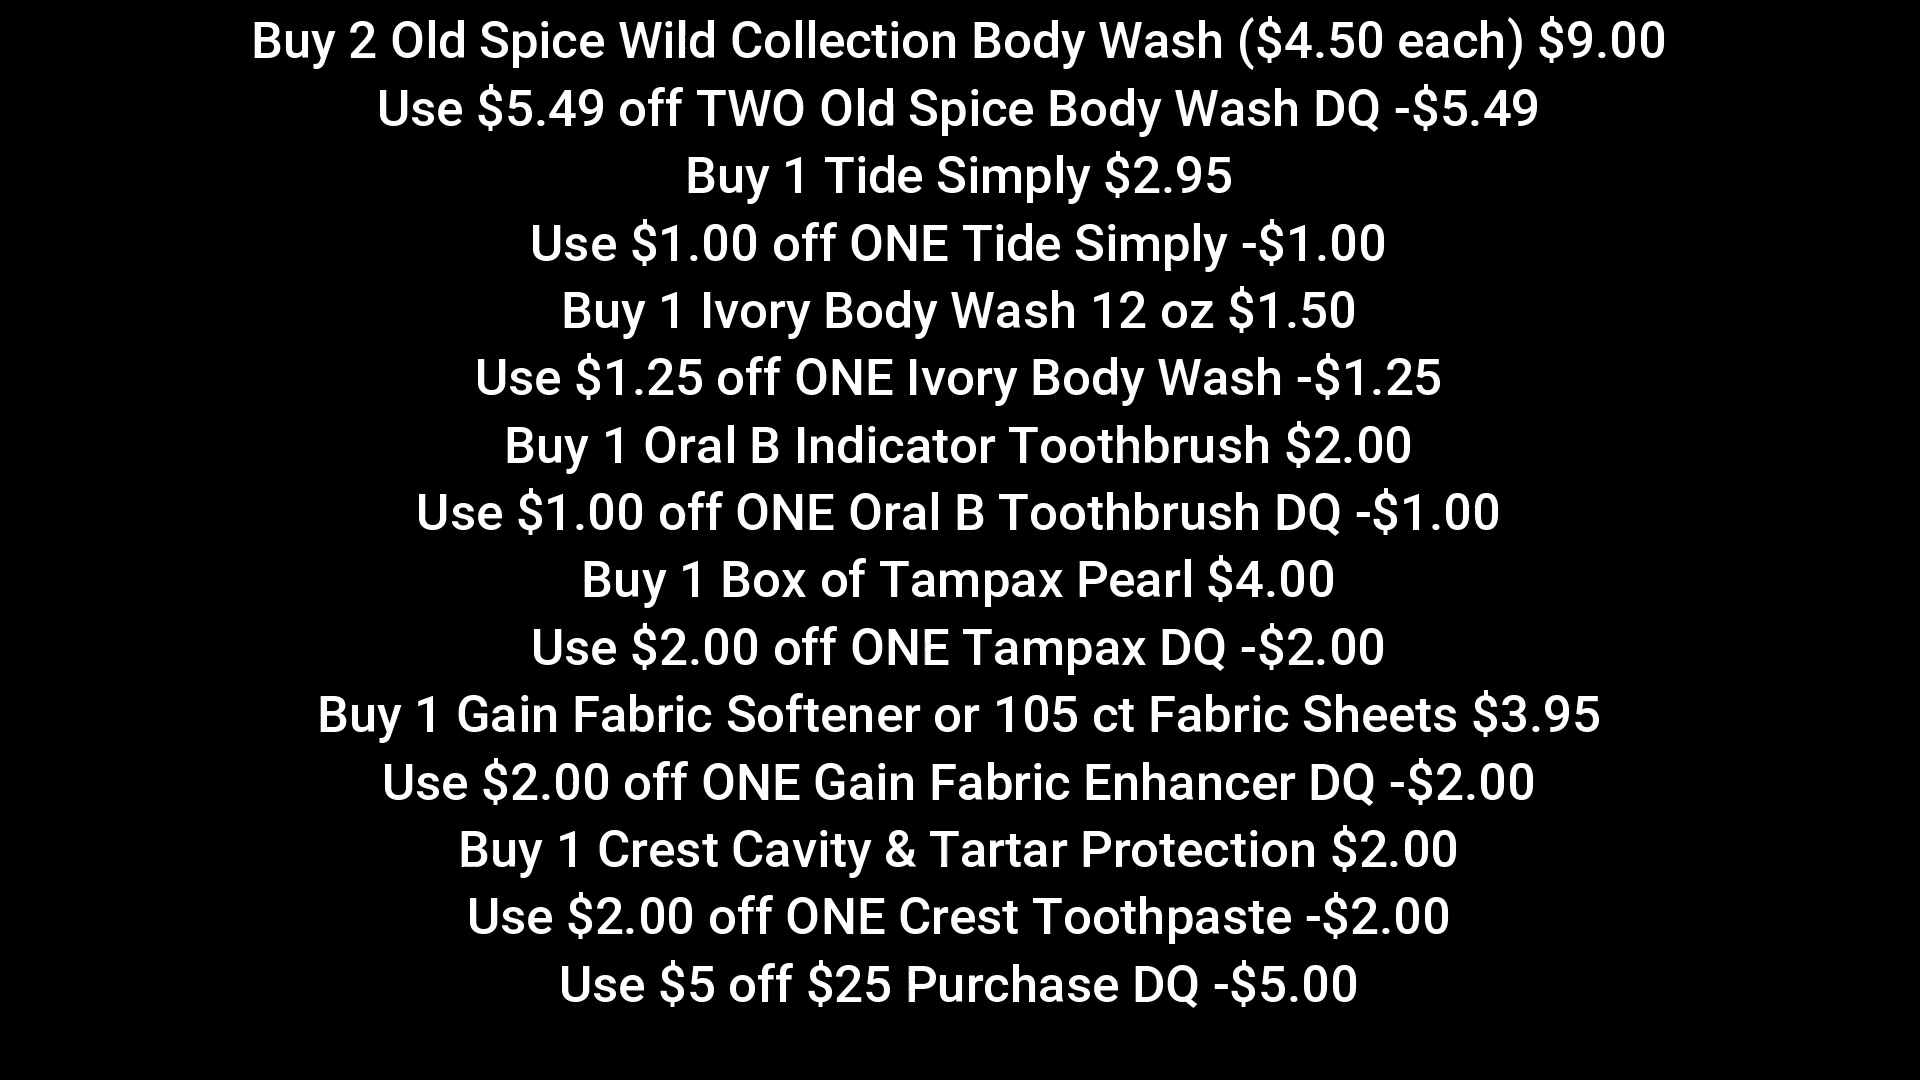 Buy 2 Old Spice Wild Collection Body Wash ($4.50 each) $9.00
Use $5.49 off TWO Old Spice Body Wash DQ -$5.49
Buy 1 Tide Simply $2.95
Use $1.00 off ONE Tide Simply -$1.00
Buy 1 Ivory Body Wash 12 oz $1.50
Use $1.25 off ONE Ivory Body Wash -$1.25
Buy 1 Oral B Indicator Toothbrush $2.00
Use $1.00 off ONE Oral B Toothbrush DQ -$1.00
Buy 1 Box of Tampax Pearl $4.00
Use $2.00 off ONE Tampax DQ -$2.00
Buy 1 Gain Fabric Softener or 105 ct Fabric Sheets $3.95
Use $2.00 off ONE Gain Fabric Enhancer DQ -$2.00
Buy 1 Crest Cavity & Tartar Protection $2.00
Use $2.00 off ONE Crest Toothpaste -$2.00
Use $5 off $25 Purchase DQ -$5.00